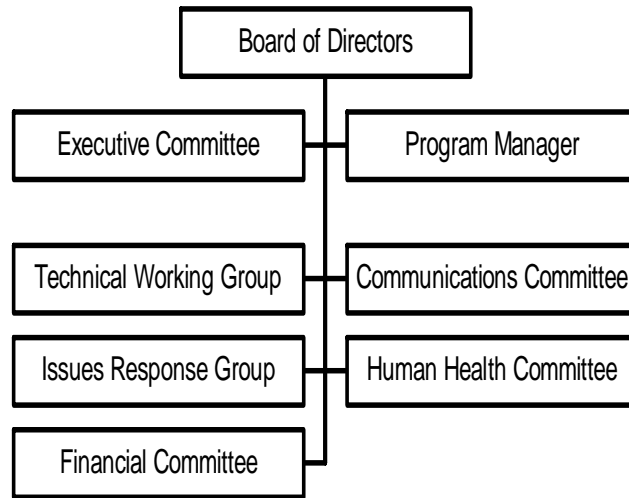 Board of Directors
Executive Committee
Program Manager
Technical Working Group
Communications Committee
Issues Response Group
Human Health Committee
Financial Committee